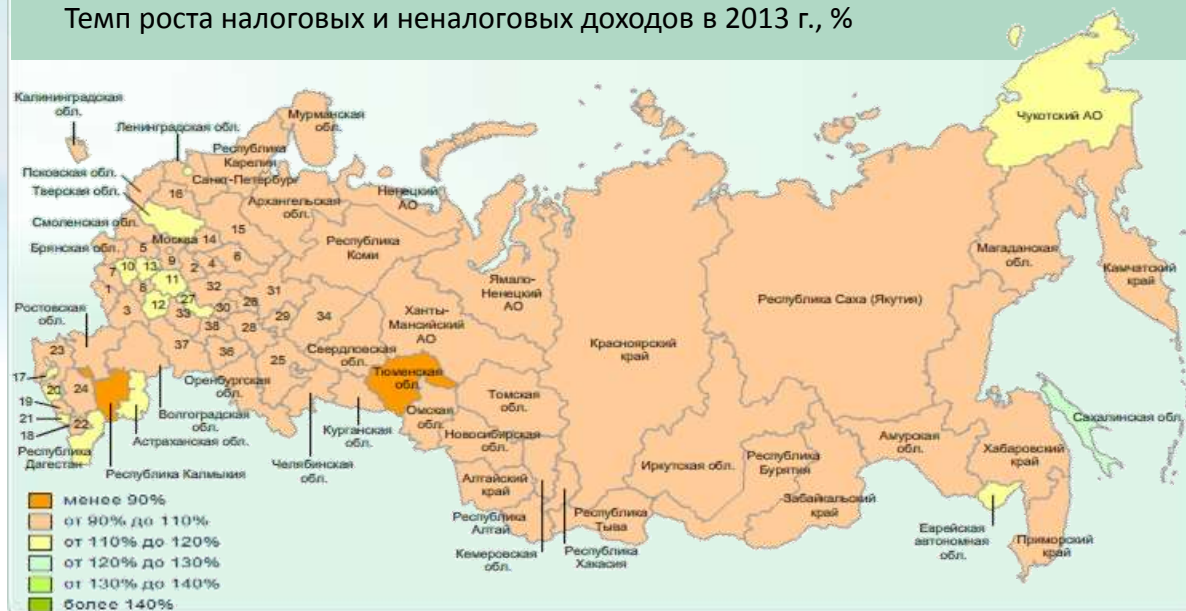 Темп роста налоговых и неналоговых доходов в 2013 г., %
Калининградская
обл.
Ленинградская обл.
Мурманская
обл.
Республика
Карелия
Санкт-Петербург
Псковская обл.
Тверская обл.
Смоленская обл.
Брянская обл.
Москва
Архангельская
обл.
Ненецкий
АО
Республика
Коми
Ямало-
Ненецкий
АО
Ханты-
Мансийский
АО
Красноярский
край
Республика Саха (Якутия)
Чукотский АО
Магаданская
обл.
Камчатский
край
16
15
14
5
6
9
2
4
10
13
7
8
11
1
32
12
27
3
33
30
26
31
29
34
38
28
37
36
25
Ростовская
обл.
23
17
24
20
19
21
18
22
Свердловская
обл.
Тюменская
обл.
Томская
обл.
Омская
обл.
Новосибирская
обл.
Оренбургская
обл.
Волгоградская
обл.
Астраханская обл.
Республика
Дагестан
Республика Калмыкия
Челябинская
обл.
Курганская
обл.
Алтайский
край
Республика
Алтай
Кемеровская
обл.
Республика
Хакасия
Республика
Тыва
Иркутская обл.
Республика
Бурятия
Забайкальский
край
Амурская
обл.
Хабаровский
край
Сахалинская обл.
Еврейская
автономная
обл.
Приморский
край
менее 90%
от 90% до 110%
от 110% до 120%
от 120% до 130%
от 130% до 140%
более 140%